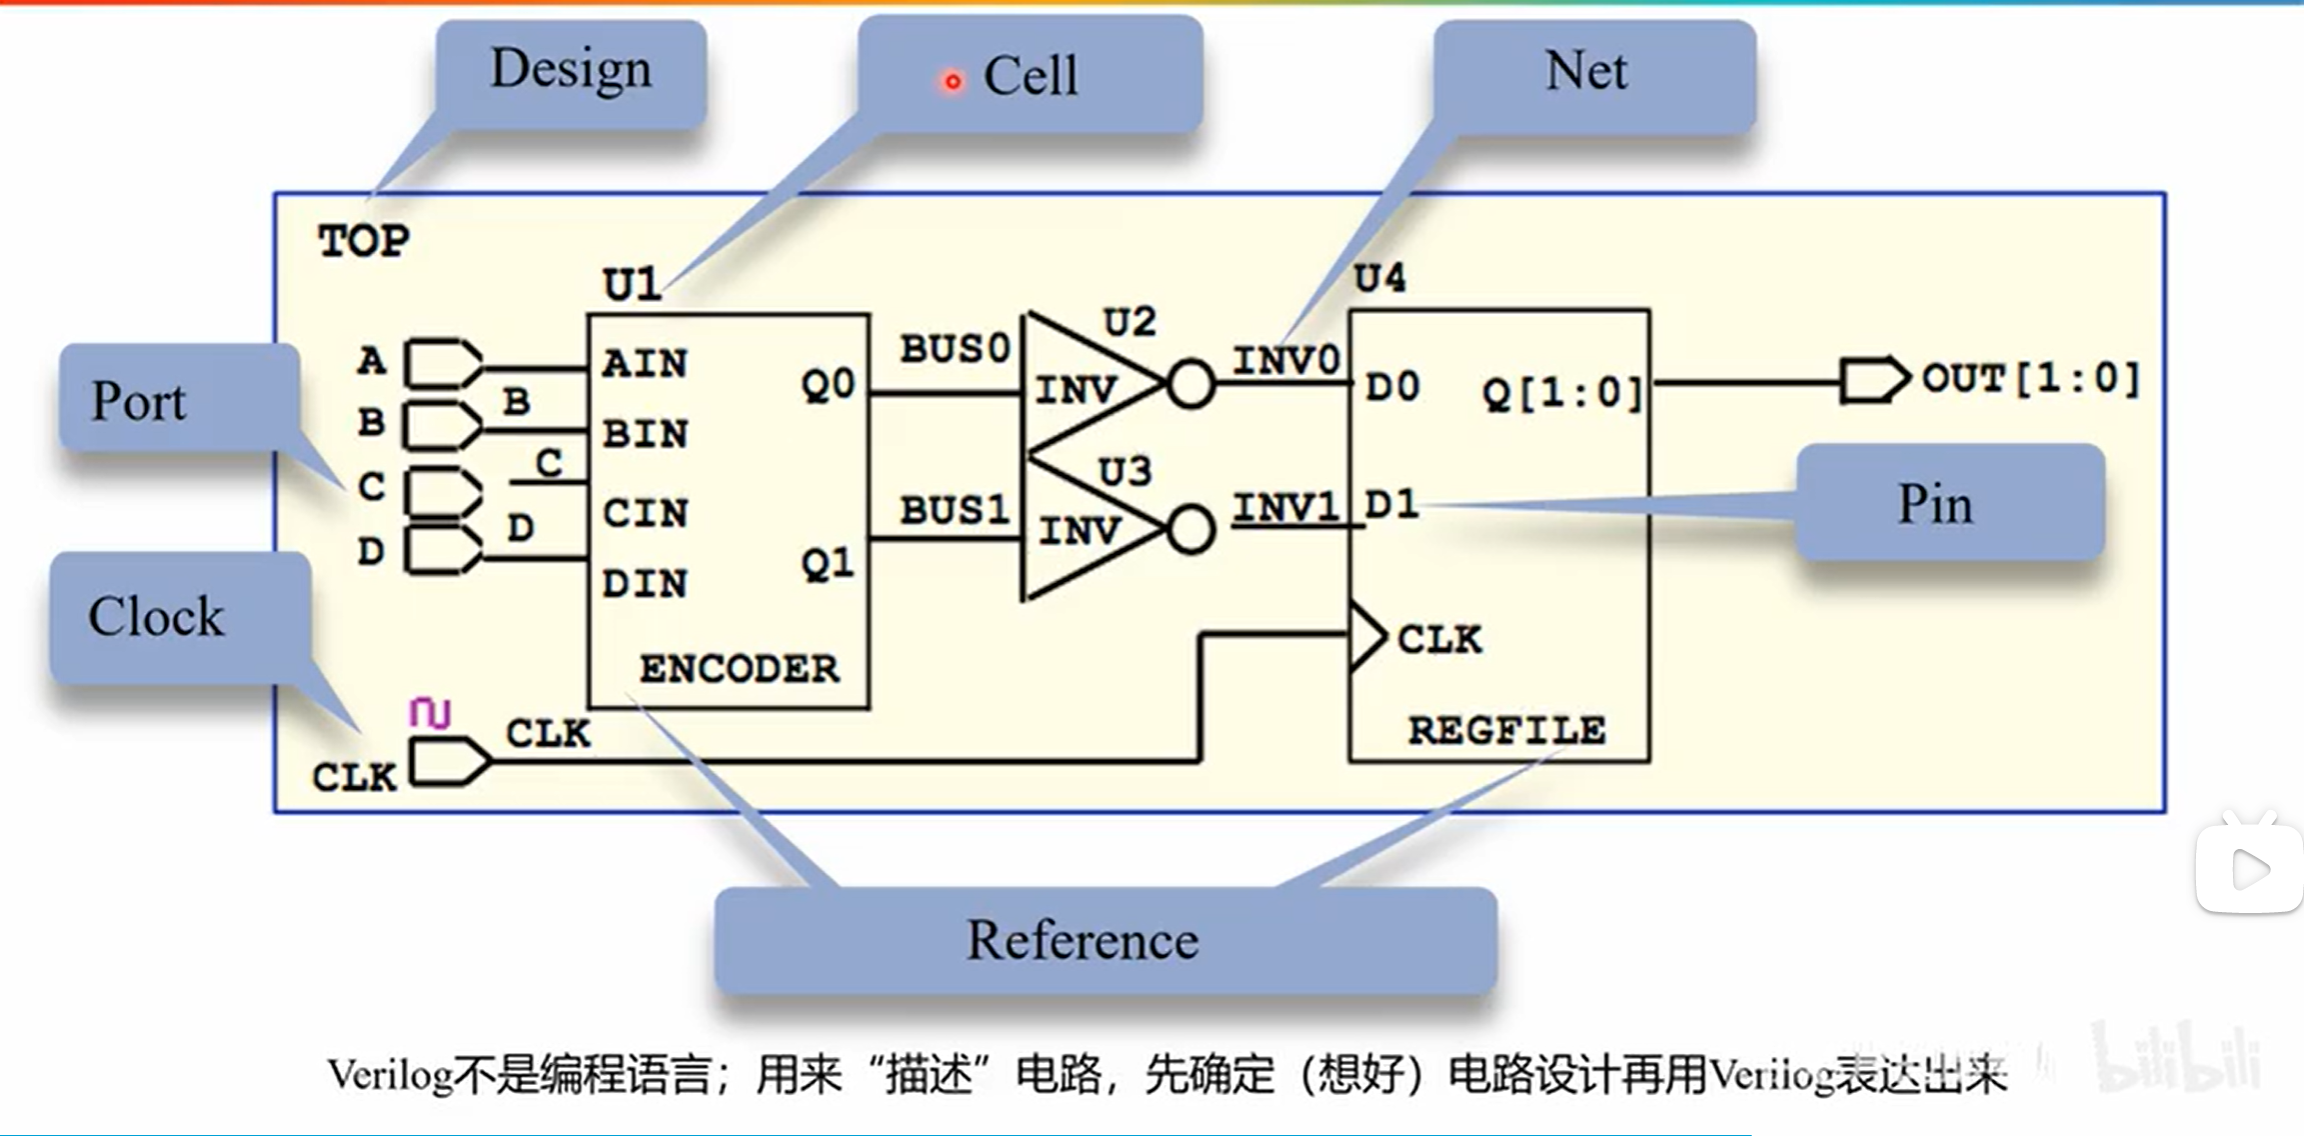 Design
Cell
Net
TOP
U1
U2
U4
A
B
C
D
B
C
D
AIN
BIN
CIN
DIN
Q0
Q1
ENCODER
BUS0
BUS1
INV
U3
INV
INV0
INV1
D0
D1
Q[1:0]
CLK
REGFILE
OUT[1:0]
Port
Pin
Clock
CLK
CLK
Reference
Verilog不是编程语言；用来“描述”电路，先确定（想好）电路设计再用Verilog表达出来
bilibili